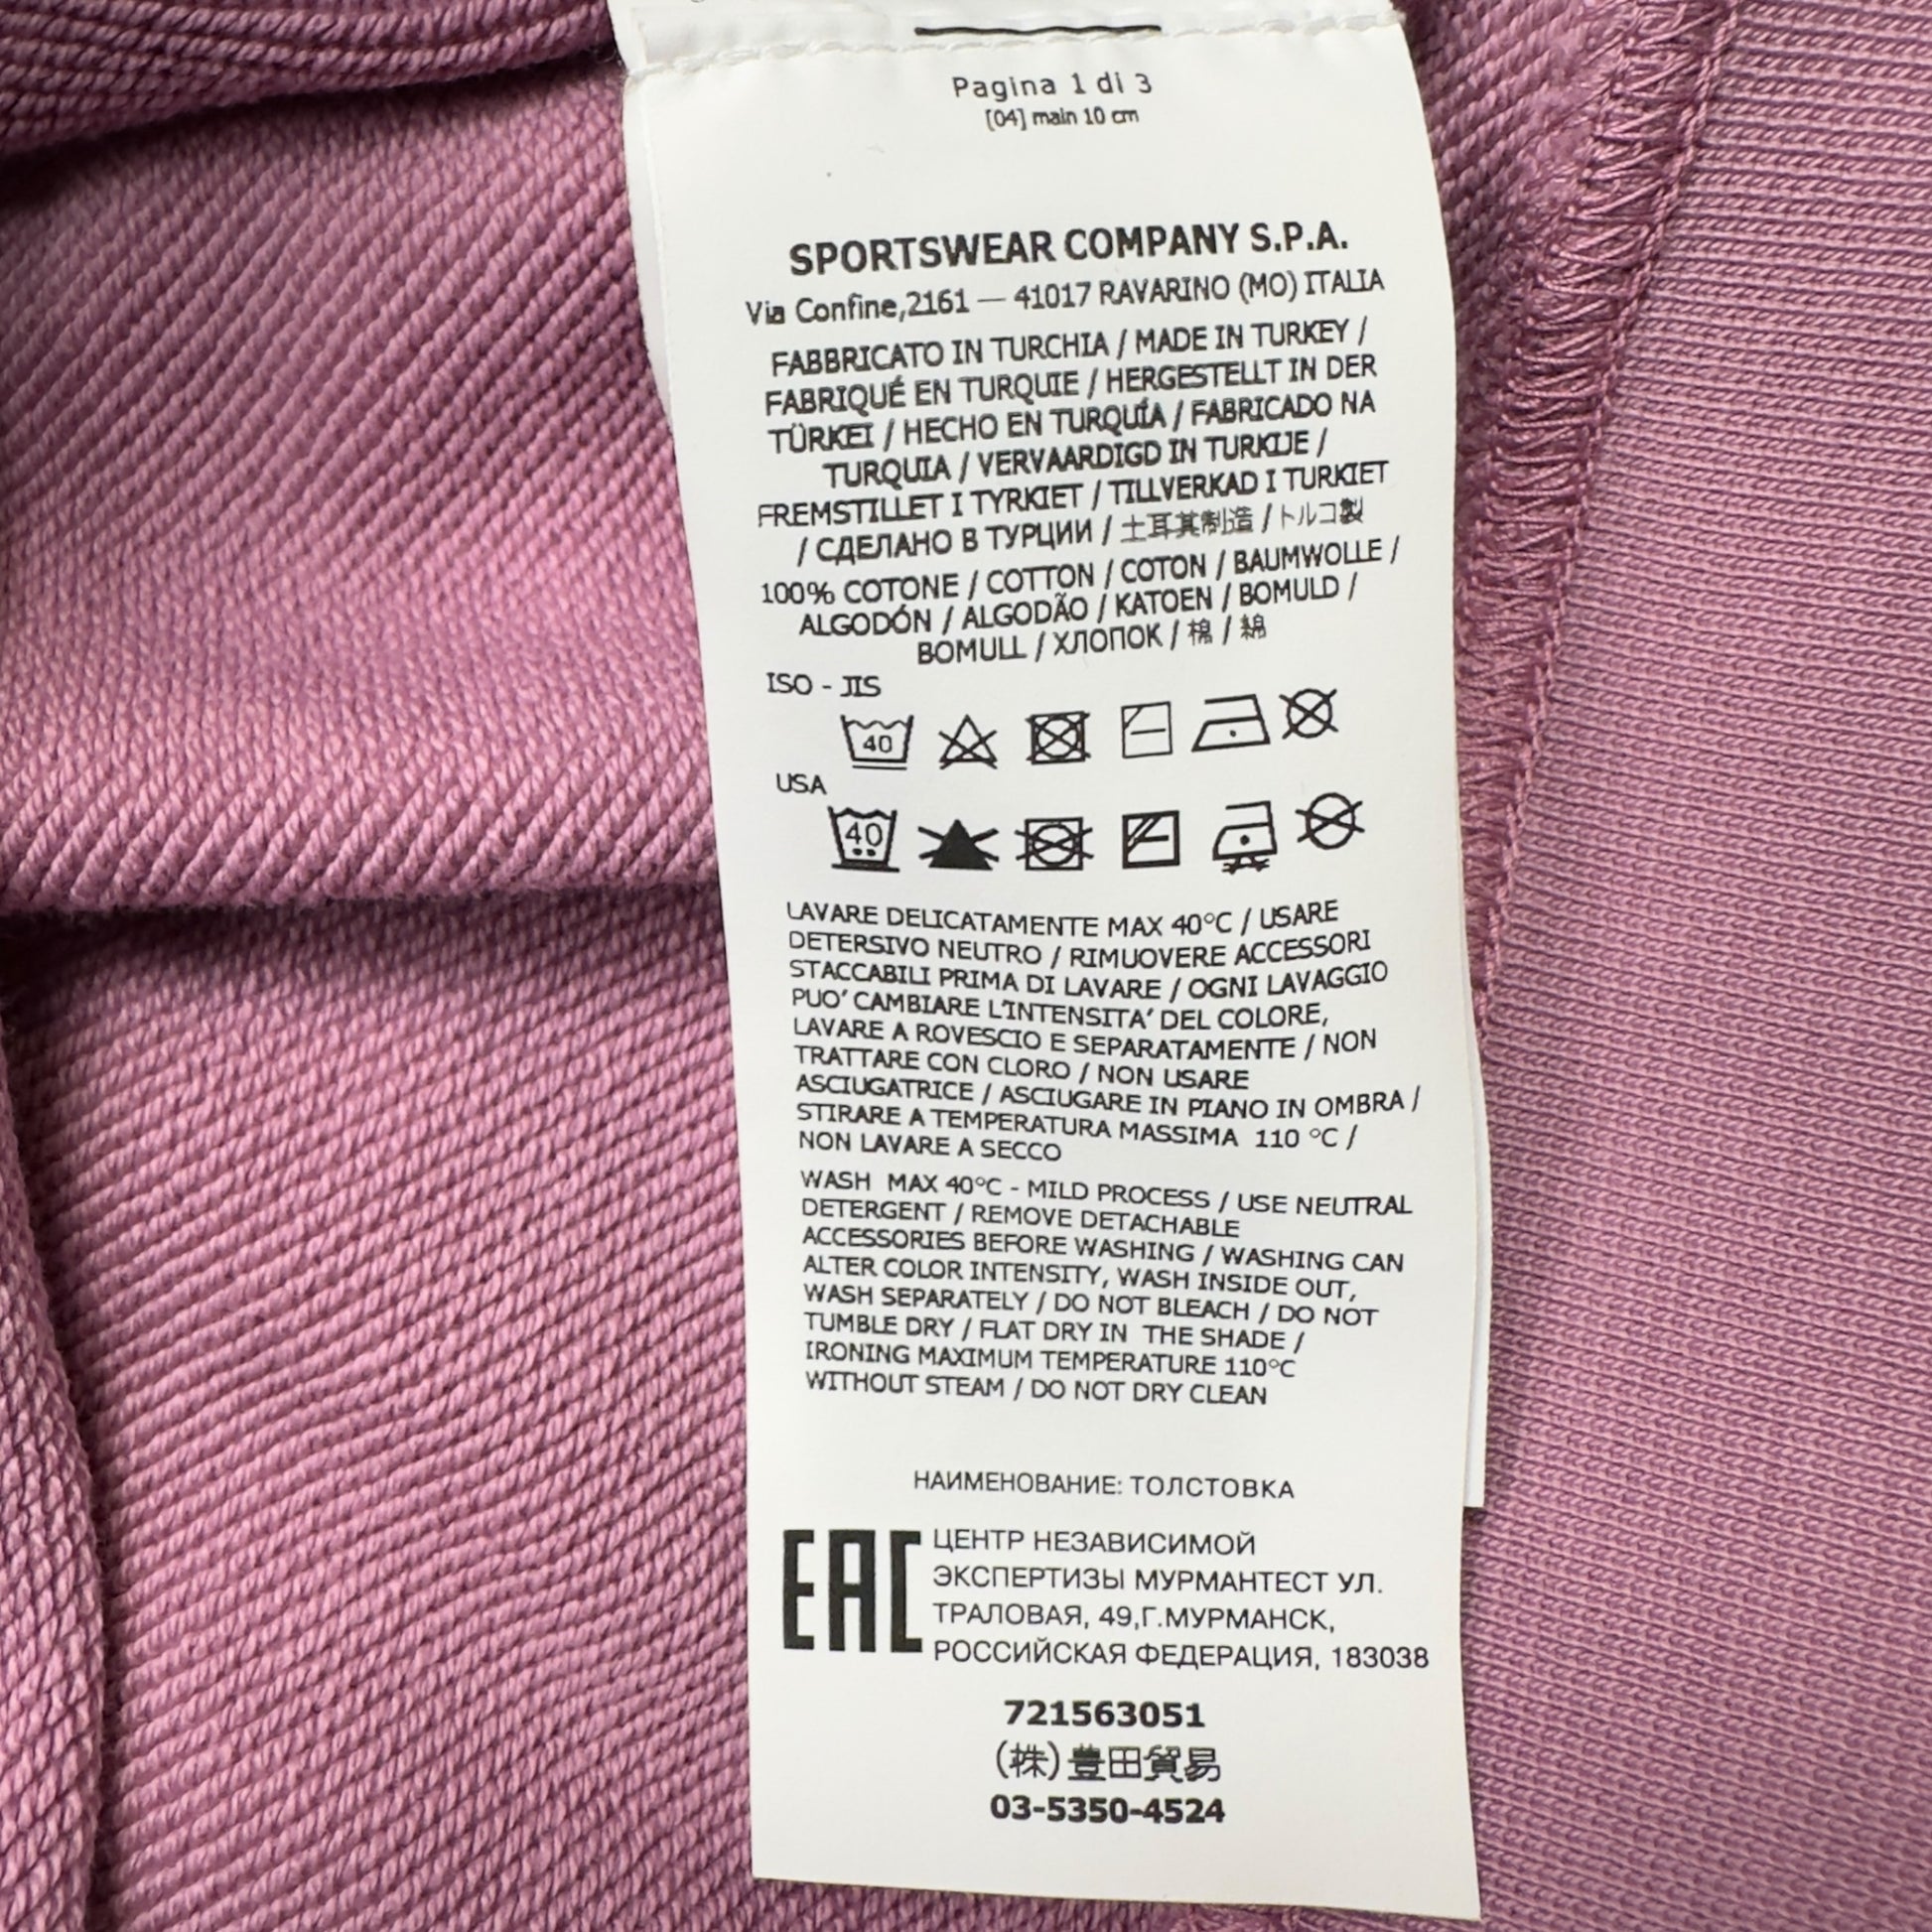 Pagina 1 di 3
[04] main 10 cm
SPORTSWEAR COMPANY S.P.A.
Via Confine,2161 — 41017 RAVARINO (MO) ITALIA
FABBRICATO IN TURCHIA / MADE IN TURKEY /
FABRIQUÉ EN TURQUIE / HERGESTELLT IN DER
TÜRKEI / HECHO EN TURQUÍA / FABRICADO NA
TURQUIA / VERVAARDIGD IN TURKIJE /
FREMSTILLET I TYRKIET / TILLVERKAD I TURKIET
/ СДЕЛАНО В ТУРЦИИ / 土耳其制造 / トルコ製
100% COTONE / COTTON / COTON / BAUMWOLLE /
ALGODÓN / ALGODÃO / KATOEN / BOMULD /
BOMULL / ХЛОПОК / 棉 / 綿
ISO - JIS
40
USA
40
LAVARE DELICATAMENTE MAX 40°C / USARE
DETERSIVO NEUTRO / RIMUOVERE ACCESSORI
STACCABILI PRIMA DI LAVARE / OGNI LAVAGGIO
PUO' CAMBIARE L'INTENSITA' DEL COLORE,
LAVARE A ROVESCIO E SEPARATAMENTE / NON
TRATTARE CON CLORO / NON USARE
ASCIUGATRICE / ASCIUGARE IN PIANO IN OMBRA /
STIRARE A TEMPERATURA MASSIMA 110 °C /
NON LAVARE A SECCO
WASH MAX 40°C - MILD PROCESS / USE NEUTRAL
DETERGENT / REMOVE DETACHABLE
ACCESSORIES BEFORE WASHING / WASHING CAN
ALTER COLOR INTENSITY, WASH INSIDE OUT,
WASH SEPARATELY / DO NOT BLEACH / DO NOT
TUMBLE DRY / FLAT DRY IN THE SHADE /
IRONING MAXIMUM TEMPERATURE 110°C
WITHOUT STEAM / DO NOT DRY CLEAN
НАИМЕНОВАНИЕ: ТОЛСТОВКА
EAC
ЦЕНТР НЕЗАВИСИМОЙ
ЭКСПЕРТИЗЫ МУРМАНТЕСТ УЛ.
ТРАЛОВАЯ, 49,Г.МУРМАНСК,
РОССИЙСКАЯ ФЕДЕРАЦИЯ, 183038
721563051
(株)豊田貿易
03-5350-4524